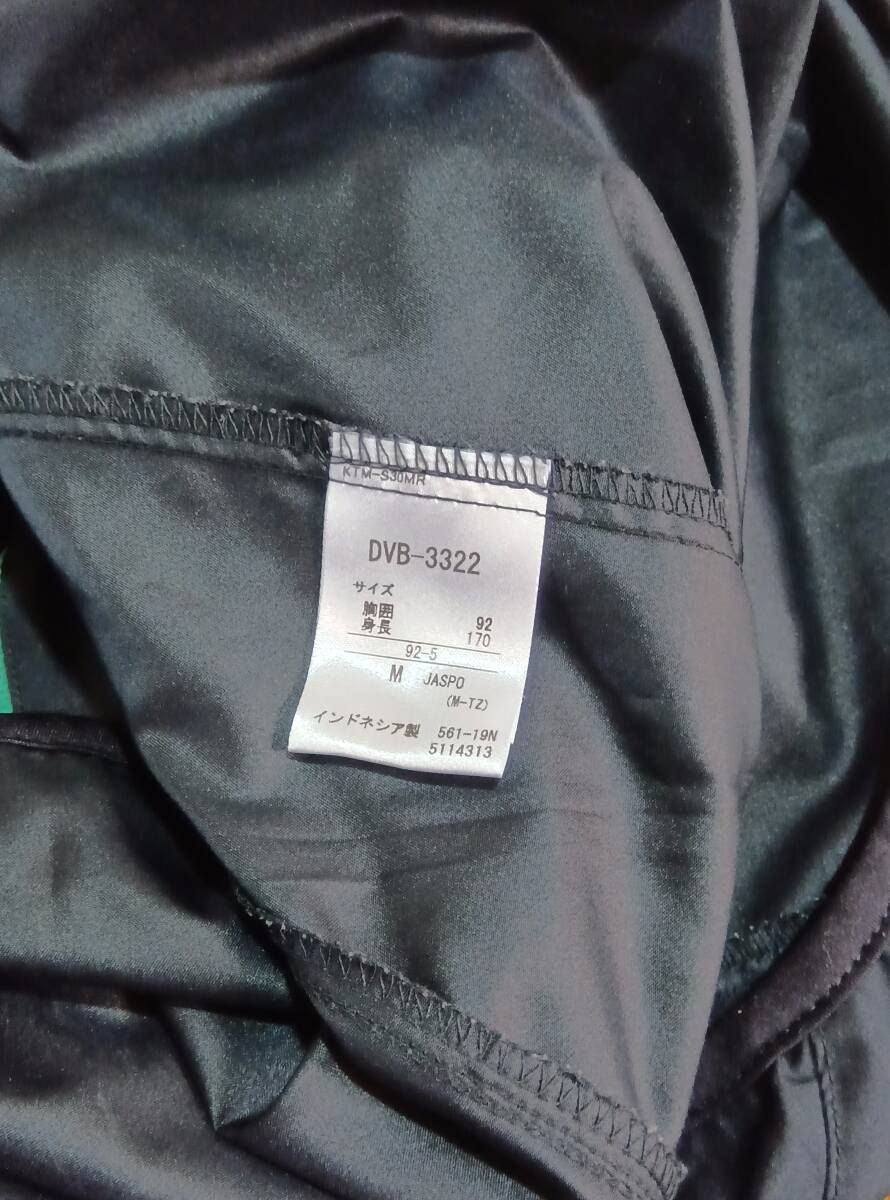 KTM-S30MR
DVB-3322
サイズ
胸囲 92
身長 170
92-5
M JASPO
(M-TZ)
インドネシア製 561-19N
5114313